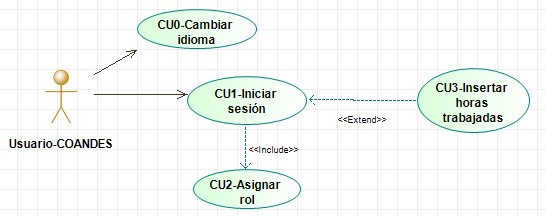 CU0-Cambiar
idioma
CU1-Iniciar
sesión
CU3-Insertar
horas
trabajadas
<<Extend>>
Usuario-COANDES
<<Include>>
CU2-Asignar
rol